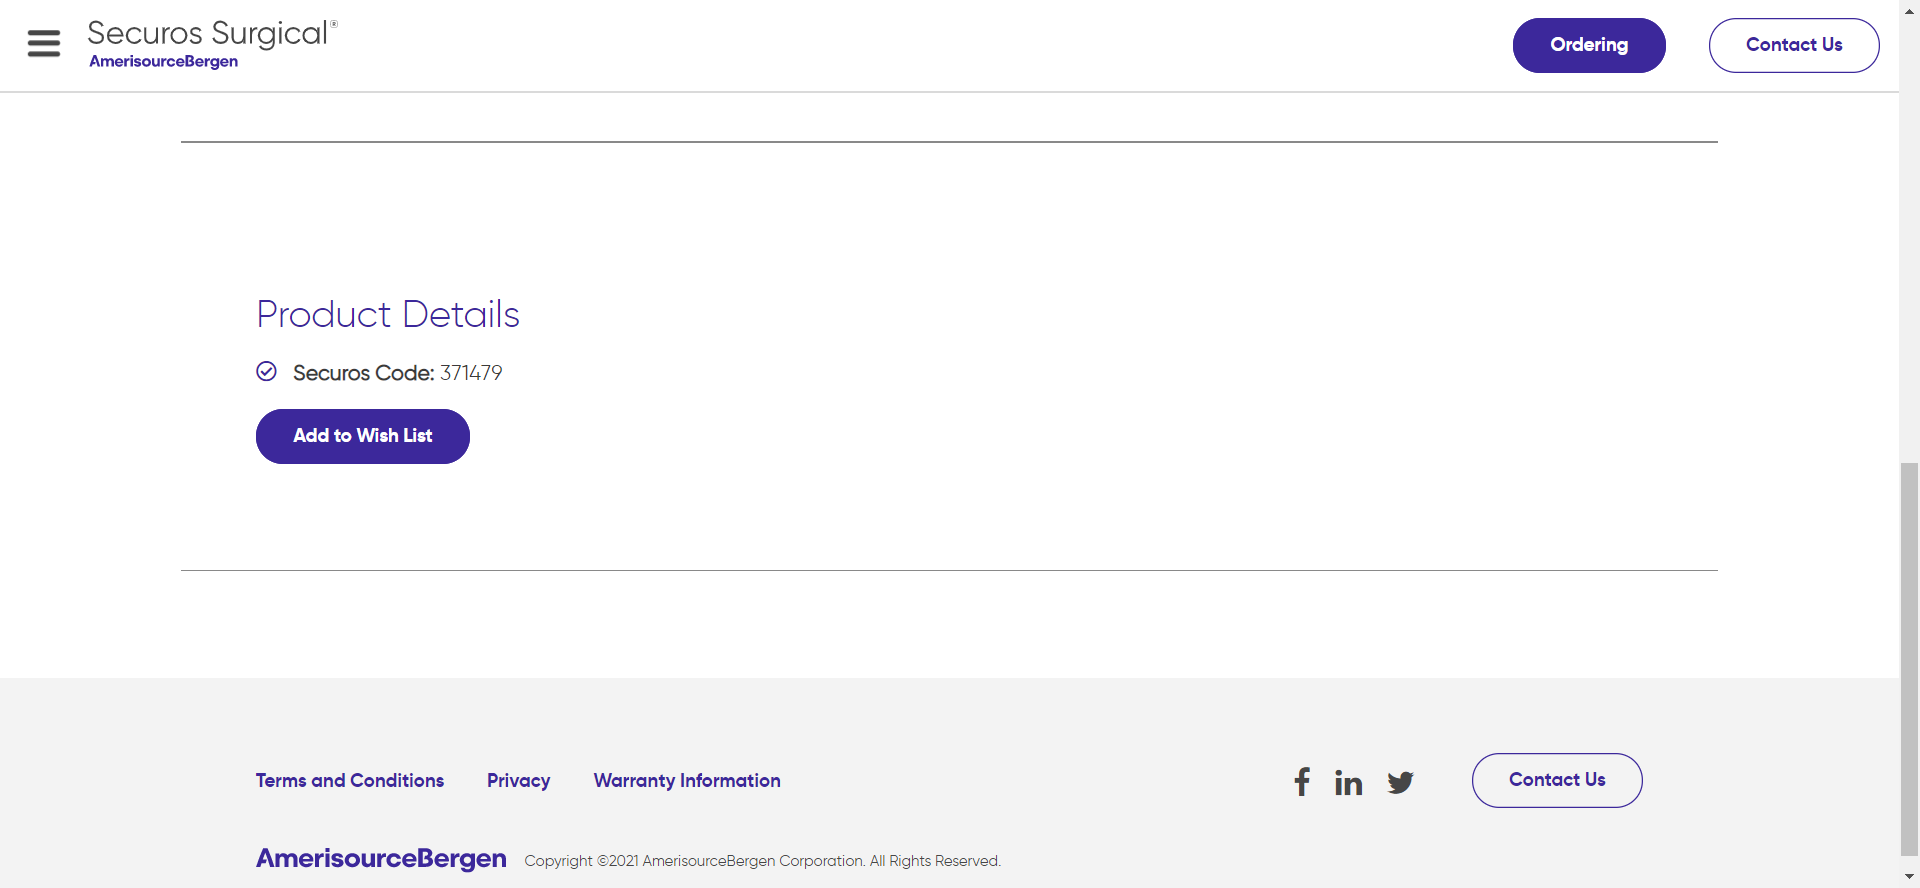 Securos Surgical®
AmerisourceBergen
Ordering
Contact Us
Product Details
Securos Code: 371479
Add to Wish List
Terms and Conditions
Privacy
Warranty Information
Contact Us
AmerisourceBergen
Copyright ©2021 AmerisourceBergen Corporation. All Rights Reserved.